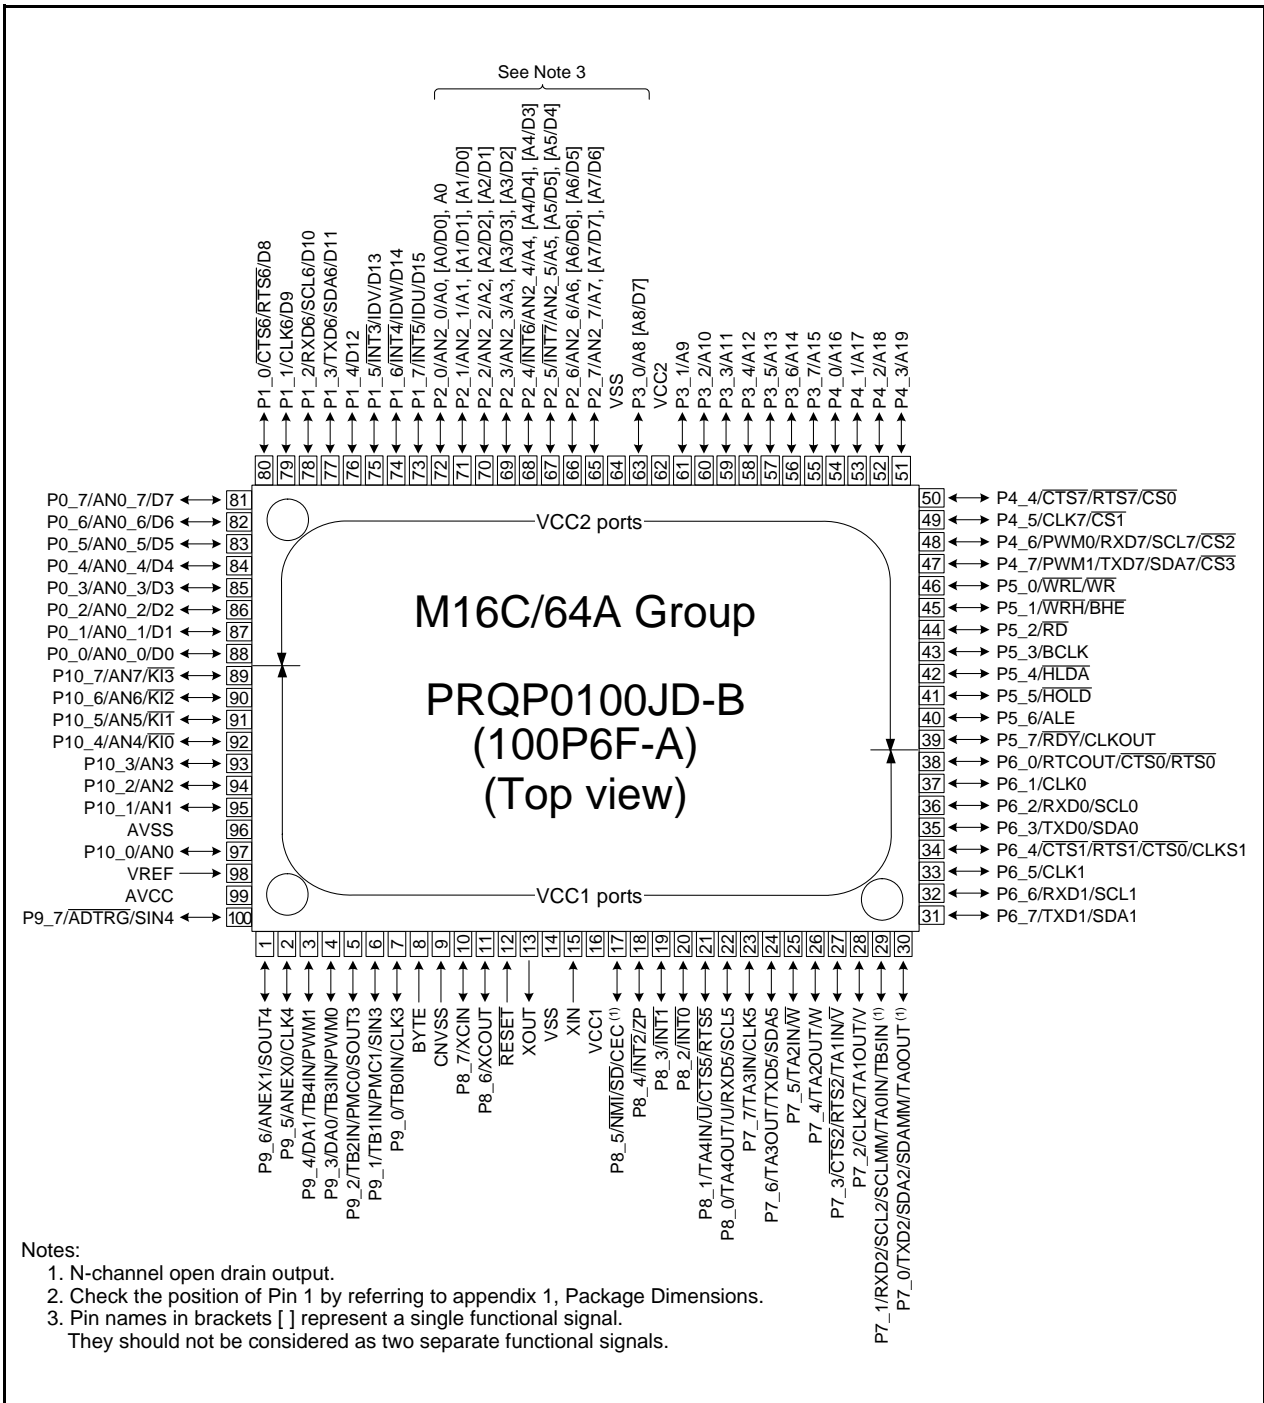 See Note 3
P1_0/CTS6/RTS6/D8
P1_1/CLK6/D9
P1_2/RXD6/SCL6/D10
P1_3/TXD6/SDA6/D11
P1_4/D12
P1_5/INT3/IDV/D13
P1_6/INT4/IDW/D14
P1_7/INT5/IDU/D15
P2_0/AN2_0/A0, [A0/D0], A0
P2_1/AN2_1/A1, [A1/D1], [A1/D0]
P2_2/AN2_2/A2, [A2/D2], [A2/D1]
P2_3/AN2_3/A3, [A3/D3], [A3/D2]
P2_4/INT6/AN2_4/A4, [A4/D4], [A4/D3]
P2_5/INT7/AN2_5/A5, [A5/D5], [A5/D4]
P2_6/AN2_6/A6, [A6/D6], [A6/D5]
P2_7/AN2_7/A7, [A7/D7], [A7/D6]
VSS
P3_0/A8 [A8/D7]
VCC2
P3_1/A9
P3_2/A10
P3_3/A11
P3_4/A12
P3_5/A13
P3_6/A14
P3_7/A15
P4_0/A16
P4_1/A17
P4_2/A18
P4_3/A19
80 79 78 77 76 75 74 73 72 71 70 69 68 67 66 65 64 63 62 61 60 59 58 57 56 55 54 53 52 51
P0_7/AN0_7/D7 81
P0_6/AN0_6/D6 82
P0_5/AN0_5/D5 83
P0_4/AN0_4/D4 84
P0_3/AN0_3/D3 85
P0_2/AN0_2/D2 86
P0_1/AN0_1/D1 87
P0_0/AN0_0/D0 88
P10_7/AN7/KI3 89
P10_6/AN6/KI2 90
P10_5/AN5/KI1 91
P10_4/AN4/KI0 92
P10_3/AN3 93
P10_2/AN2 94
P10_1/AN1 95
AVSS 96
P10_0/AN0 97
VREF 98
AVCC 99
P9_7/ADTRG/SIN4 100
VCC2 ports
M16C/64A Group
PRQP0100JD-B
(100P6F-A)
(Top view)
VCC1 ports
50 P4_4/CTS7/RTS7/CS0
49 P4_5/CLK7/CS1
48 P4_6/PWM0/RXD7/SCL7/CS2
47 P4_7/PWM1/TXD7/SDA7/CS3
46 P5_0/WRL/WR
45 P5_1/WRH/BHE
44 P5_2/RD
43 P5_3/BCLK
42 P5_4/HLDA
41 P5_5/HOLD
40 P5_6/ALE
39 P5_7/RDY/CLKOUT
38 P6_0/RTCOUT/CTS0/RTS0
37 P6_1/CLK0
36 P6_2/RXD0/SCL0
35 P6_3/TXD0/SDA0
34 P6_4/CTS1/RTS1/CTS0/CLKS1
33 P6_5/CLK1
32 P6_6/RXD1/SCL1
31 P6_7/TXD1/SDA1
1 2 3 4 5 6 7 8 9 10 11 12 13 14 15 16 17 18 19 20 21 22 23 24 25 26 27 28 29 30
P9_6/ANEX1/SOUT4
P9_5/ANEX0/CLK4
P9_4/DA1/TB4IN/PWM1
P9_3/DA0/TB3IN/PWM0
P9_2/TB2IN/PMC0/SOUT3
P9_1/TB1IN/PMC1/SIN3
P9_0/TB0IN/CLK3
BYTE
CNVSS
P8_7/XCIN
P8_6/XCOUT
RESET
XOUT
VSS
XIN
VCC1
P8_5/NMI/SD/CEC (1)
P8_4/INT2/ZP
P8_3/INT1
P8_2/INT0
P8_1/TA4IN/U/CTS5/RTS5
P8_0/TA4OUT/U/RXD5/SCL5
P7_7/TA3IN/CLK5
P7_6/TA3OUT/TXD5/SDA5
P7_5/TA2IN/W
P7_4/TA2OUT/W
P7_3/CTS2/RTS2/TA1IN/V
P7_2/CLK2/TA1OUT/V
P7_1/RXD2/SCL2/SCLMM/TA0IN/TB5IN (1)
P7_0/TXD2/SDA2/SDAMM/TA0OUT (1)
Notes:
1. N-channel open drain output.
2. Check the position of Pin 1 by referring to appendix 1, Package Dimensions.
3. Pin names in brackets [ ] represent a single functional signal.
They should not be considered as two separate functional signals.